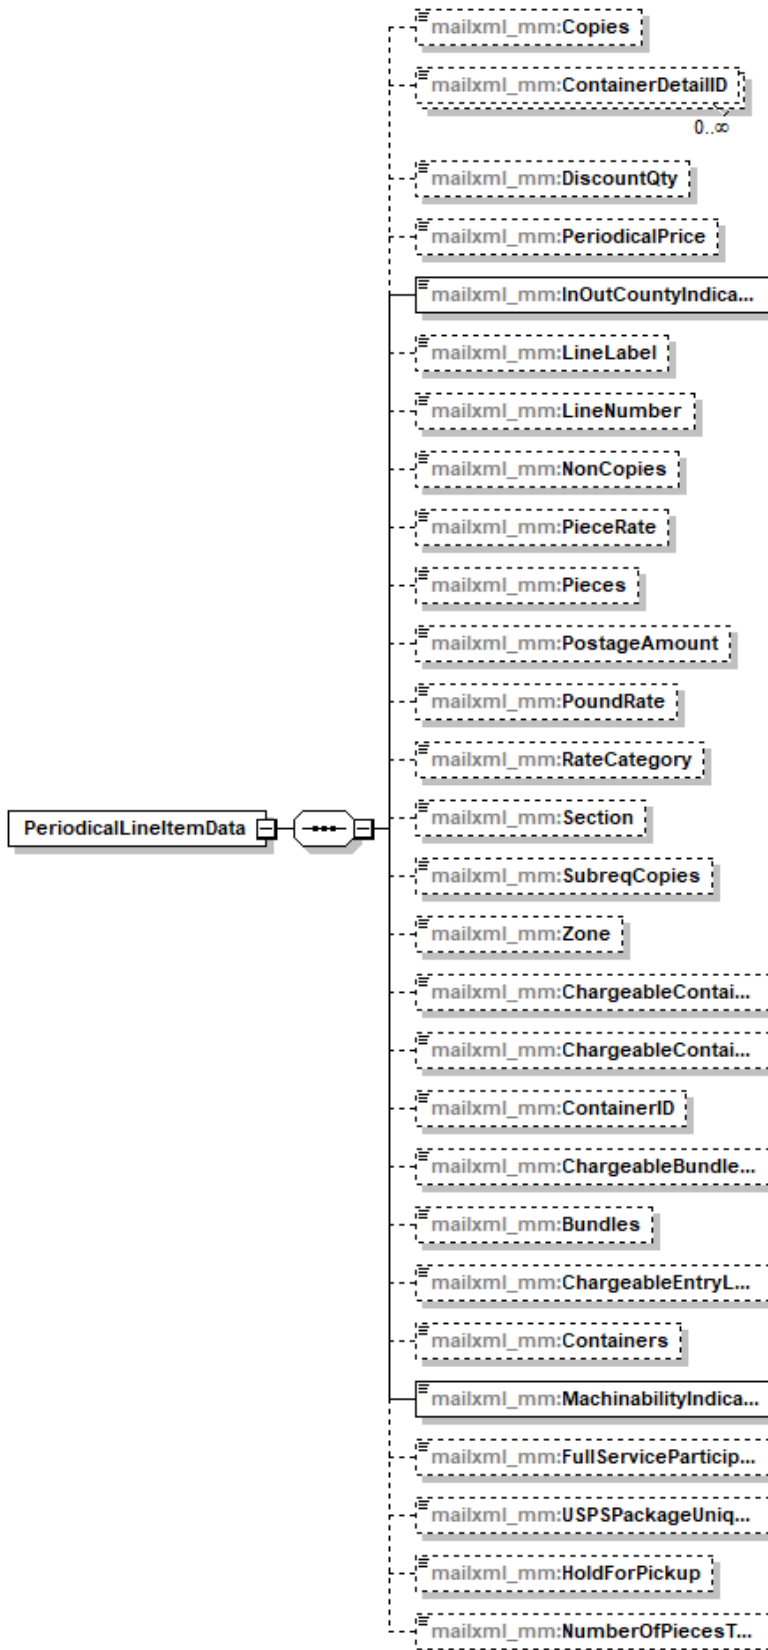 mailxml_mm:Copies
mailxml_mm:ContainerDetailID
0..∞
mailxml_mm:DiscountQty
mailxml_mm:PeriodicalPrice
mailxml_mm:InOutCountyIndica...
mailxml_mm:LineLabel
mailxml_mm:LineNumber
mailxml_mm:NonCopies
mailxml_mm:PieceRate
mailxml_mm:Pieces
mailxml_mm:PostageAmount
mailxml_mm:PoundRate
mailxml_mm:RateCategory
PeriodicalLineItemData
mailxml_mm:Section
mailxml_mm:SubreqCopies
mailxml_mm:Zone
mailxml_mm:ChargeableContai...
mailxml_mm:ChargeableContai...
mailxml_mm:ContainerID
mailxml_mm:ChargeableBundle...
mailxml_mm:Bundles
mailxml_mm:ChargeableEntryL...
mailxml_mm:Containers
mailxml_mm:MachinabilityIndica...
mailxml_mm:FullServiceParticip...
mailxml_mm:USPSPackageUniq...
mailxml_mm:HoldForPickup
mailxml_mm:NumberOfPiecesT...